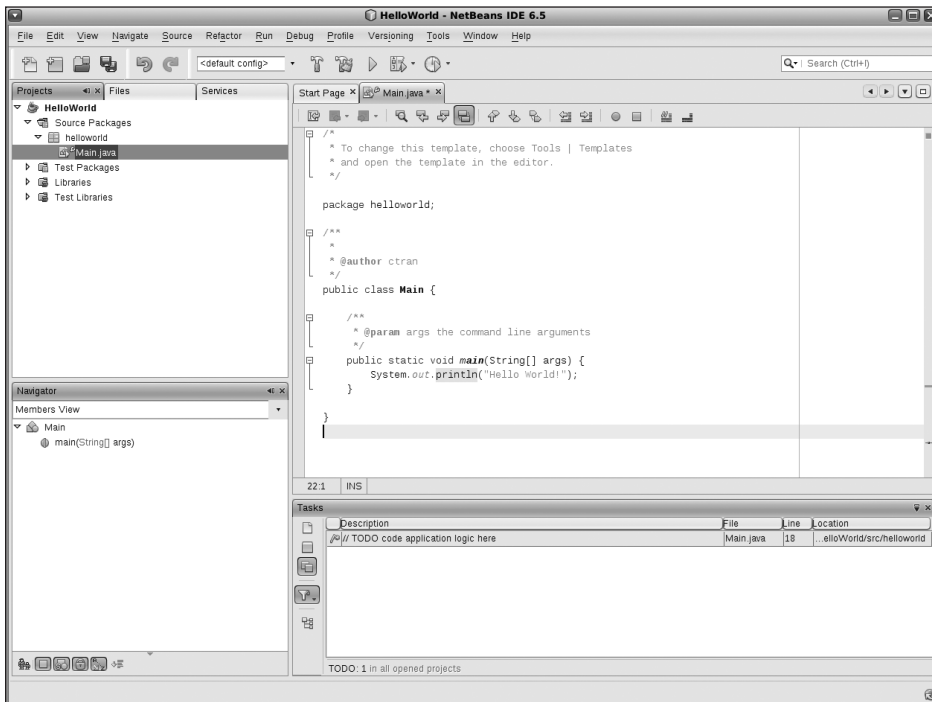 HelloWorld - NetBeans IDE 6.5
File Edit View Navigate Source Refactor Run Debug Profile Versioning Tools Window Help
<default config>
Search (Ctrl+I)
Projects Files Services
HelloWorld
Source Packages
helloworld
Main.java
Test Packages
Libraries
Test Libraries
Start Page Main.java *
/*
* To change this template, choose Tools | Templates
* and open the template in the editor.
*/
package helloworld;
/**
*
* @author ctran
*/
public class Main {
/**
* @param args the command line arguments
*/
public static void main(String[] args) {
System.out.println("Hello World!");
}
}
22:1 INS
Navigator
Members View
Main
main(String[] args)
Tasks
Description File Line Location
// TODO code application logic here Main.java 18 ...elloWorld/src/helloworld
TODO: 1 in all opened projects